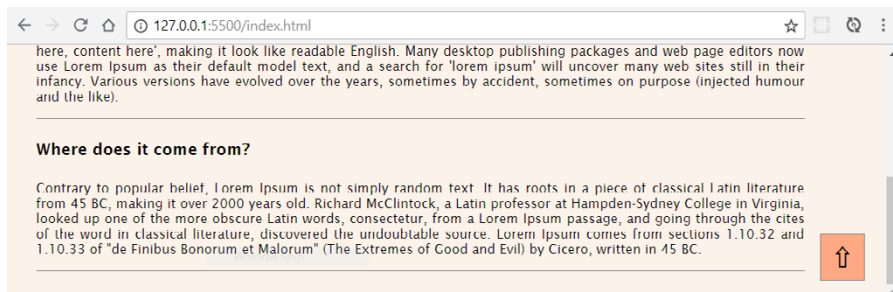 127.0.0.1:5500/index.html
here, content here', making it look like readable English. Many desktop publishing packages and web page editors now
use Lorem Ipsum as their default model text, and a search for 'lorem ipsum' will uncover many web sites still in their
infancy. Various versions have evolved over the years, sometimes by accident, sometimes on purpose (injected humour
and the like).
Where does it come from?
Contrary to popular belief, Lorem Ipsum is not simply random text. It has roots in a piece of classical Latin literature
from 45 BC, making it over 2000 years old. Richard McClintock, a Latin professor at Hampden-Sydney College in Virginia,
looked up one of the more obscure Latin words, consectetur, from a Lorem Ipsum passage, and going through the cites
of the word in classical literature, discovered the undoubtable source. Lorem Ipsum comes from sections 1.10.32 and
1.10.33 of "de Finibus Bonorum et Malorum" (The Extremes of Good and Evil) by Cicero, written in 45 BC.